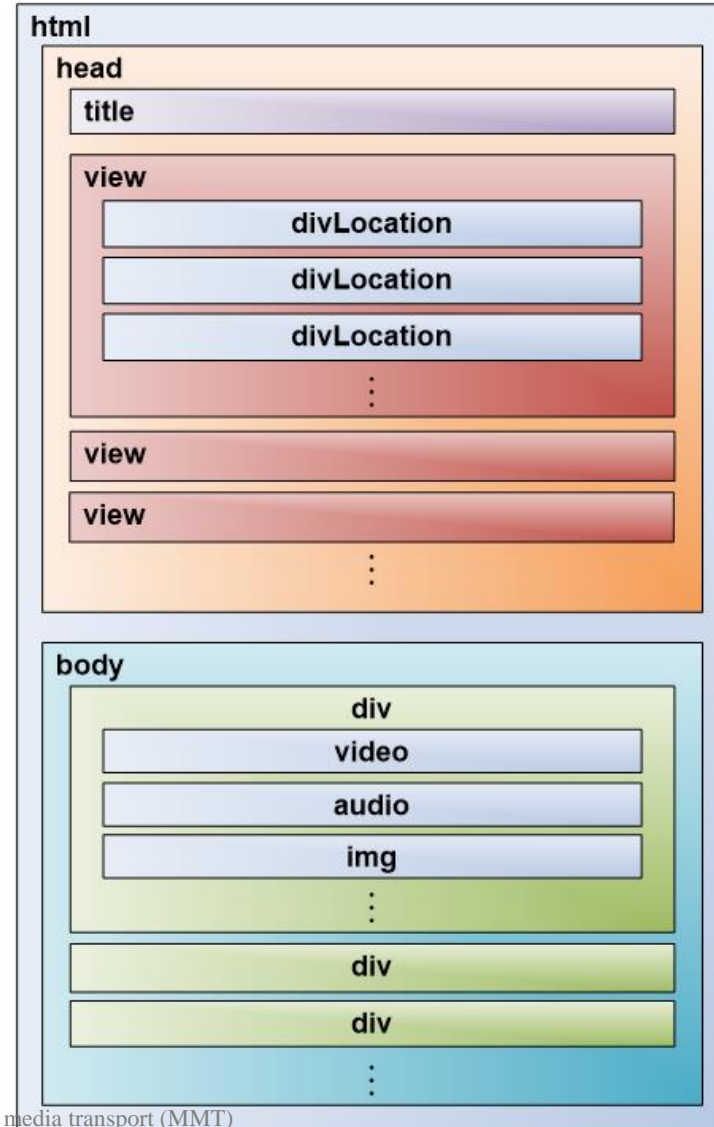 html
head
title
view
divLocation
divLocation
divLocation
⋮
view
view
⋮
body
div
video
audio
img
⋮
div
div
⋮
media transport (MMT)